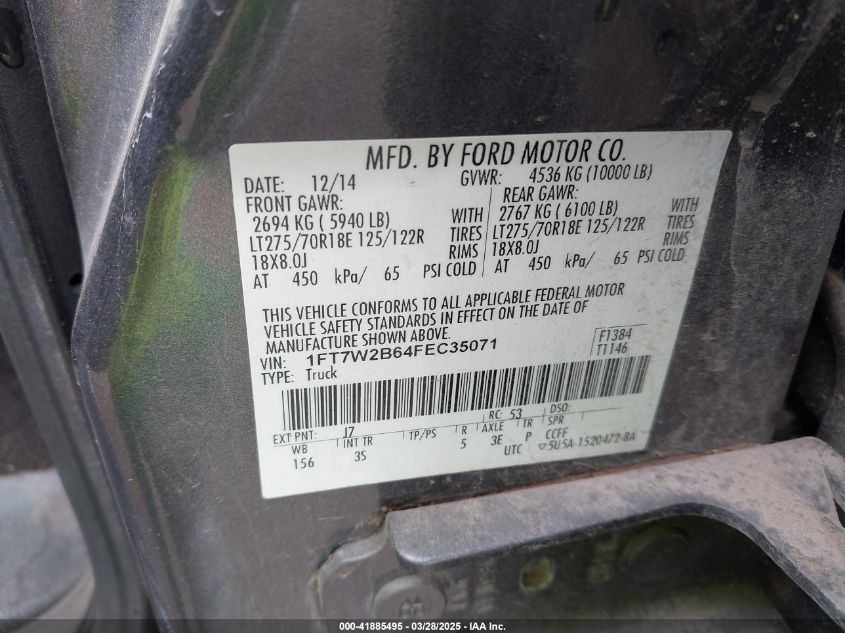 MFD. BY FORD MOTOR CO.
DATE: 12/14 GVWR: 4536 KG (10000 LB)
FRONT GAWR: REAR GAWR:
2694 KG ( 5940 LB) WITH 2767 KG ( 6100 LB) WITH
LT275/70R18E 125/122R TIRES LT275/70R18E 125/122R TIRES
18X8.0J RIMS 18X8.0J RIMS
AT 450 kPa/ 65 PSI COLD AT 450 kPa/ 65 PSI COLD
THIS VEHICLE CONFORMS TO ALL APPLICABLE FEDERAL MOTOR
VEHICLE SAFETY STANDARDS IN EFFECT ON THE DATE OF
MANUFACTURE SHOWN ABOVE.
VIN: 1FT7W2B64FEC35071 F1384
TYPE: Truck T1146
EXT PNT: J7 RC: 53 DSO:
WB INT TR TP/PS R AXLE TR SPR
156 3S 5 3E P CCFF
UTC ▽5U5A-1520472-BA
000-41885495 03/28/2025 IAA Inc.